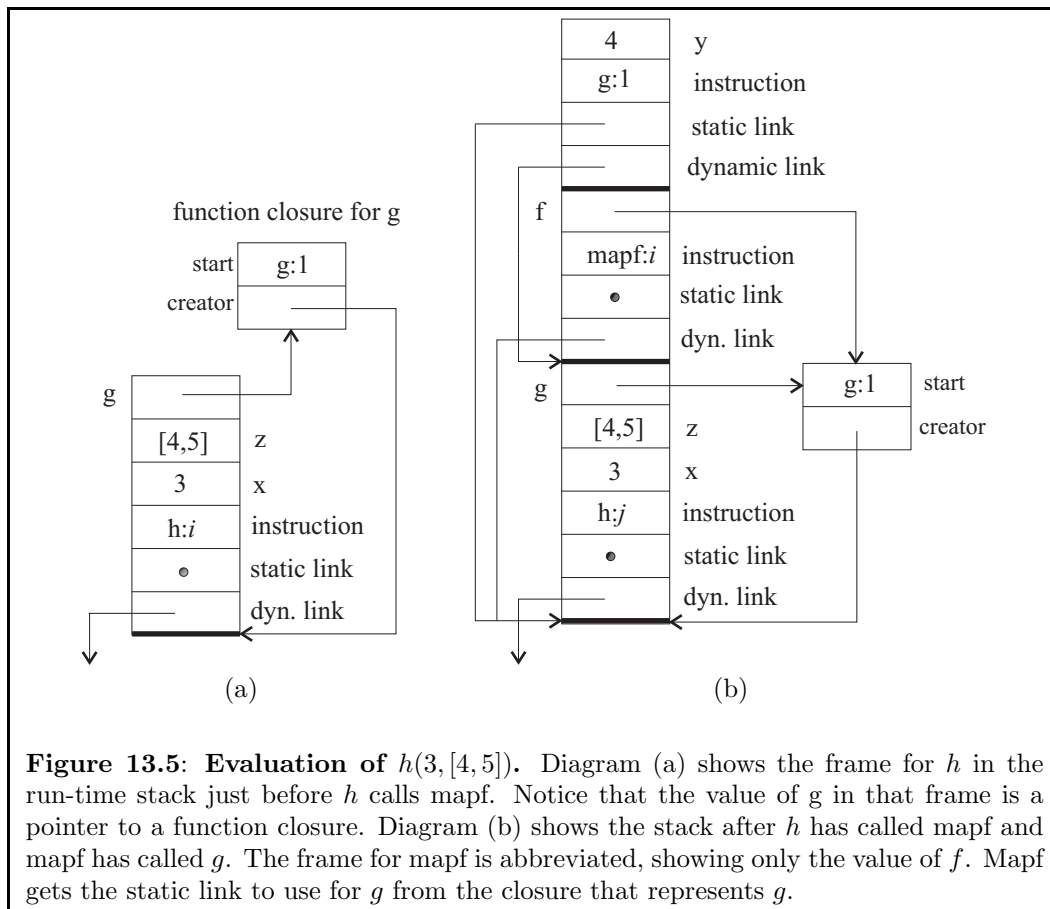 function closure for g
start
g:1
creator
g
[4,5]
z
3
x
h:i
instruction
static link
dyn. link
(a)
4
y
g:1
instruction
static link
dynamic link
f
mapf:i
instruction
static link
dyn. link
g
g:1
start
creator
[4,5]
z
3
x
h:j
instruction
static link
dyn. link
(b)
Figure 13.5: Evaluation of h(3, [4, 5]). Diagram (a) shows the frame for h in the
run-time stack just before h calls mapf. Notice that the value of g in that frame is a
pointer to a function closure. Diagram (b) shows the stack after h has called mapf and
mapf has called g. The frame for mapf is abbreviated, showing only the value of f. Mapf
gets the static link to use for g from the closure that represents g.